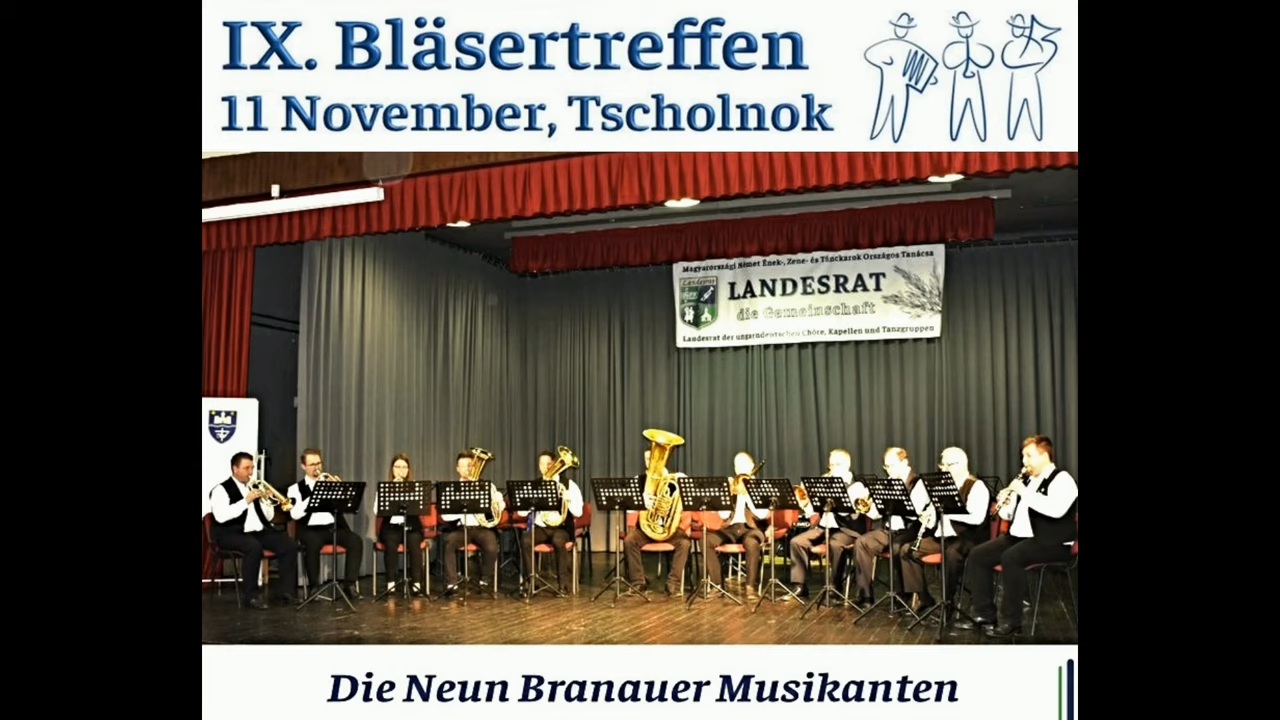 IX. Bläsertreffen
11 November, Tscholnok
Magyarországi Német Ének-, Zene- és Tánckarok Országos Tanácsa
Landesrat
LANDESRAT
die Gemeinschaft
Landesrat der ungarndeutschen Chöre, Kapellen und Tanzgruppen
Die Neun Branauer Musikanten